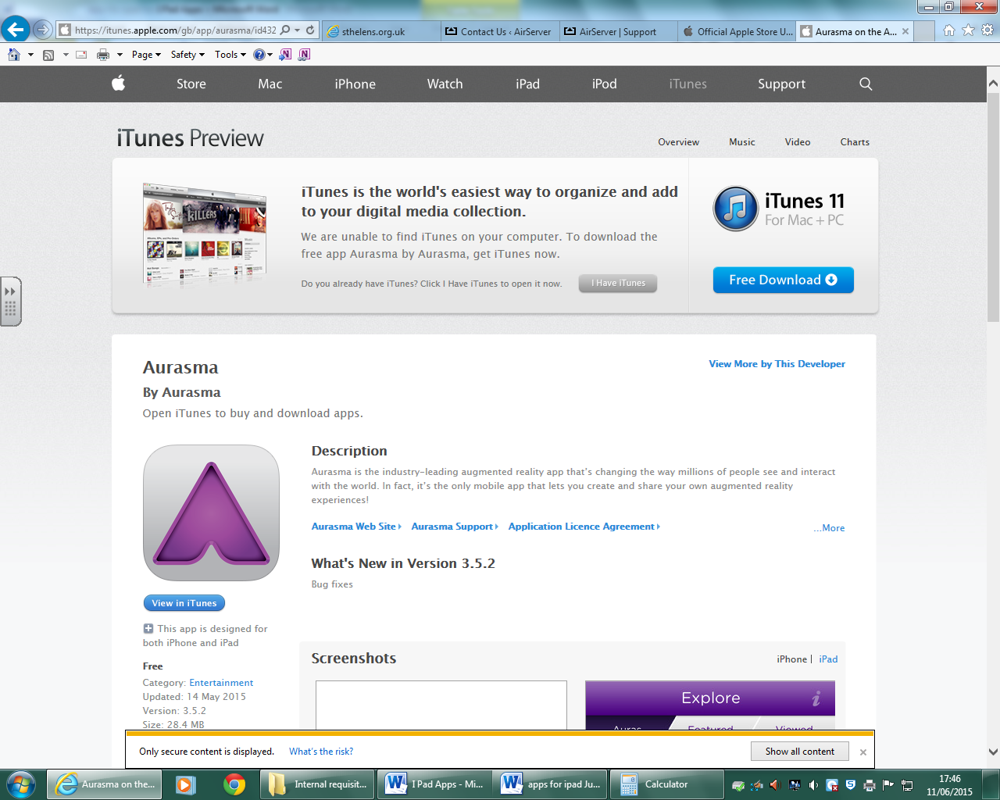 https://itunes.apple.com/gb/app/aurasma/id432
sthelens.org.uk
Contact Us ‹ AirServer
AirServer | Support
Official Apple Store U...
Aurasma on the A...
Page
Safety
Tools
Store
Mac
iPhone
Watch
iPad
iPod
iTunes
Support
iTunes Preview
Overview
Music
Video
Charts
KILLERS
iTunes is the world's easiest way to organize and add
to your digital media collection.
We are unable to find iTunes on your computer. To download the
free app Aurasma by Aurasma, get iTunes now.
Do you already have iTunes? Click I Have iTunes to open it now.
I Have iTunes
iTunes 11
For Mac + PC
Free Download
Aurasma
View More by This Developer
By Aurasma
Open iTunes to buy and download apps.
Description
Aurasma is the industry-leading augmented reality app that's changing the way millions of people see and interact
with the world. In fact, it's the only mobile app that lets you create and share your own augmented reality
experiences!
Aurasma Web Site
Aurasma Support
Application Licence Agreement
...More
What's New in Version 3.5.2
Bug fixes
View in iTunes
This app is designed for
both iPhone and iPad
Free
Category: Entertainment
Updated: 14 May 2015
Version: 3.5.2
Size: 28.4 MB
Screenshots
iPhone | iPad
Explore
Auras
Featured
Viewed
Only secure content is displayed.
What's the risk?
Show all content
Aurasma on the...
Internal requisit...
I Pad Apps - Mi...
apps for ipad Ju...
Calculator
17:46
11/06/2015